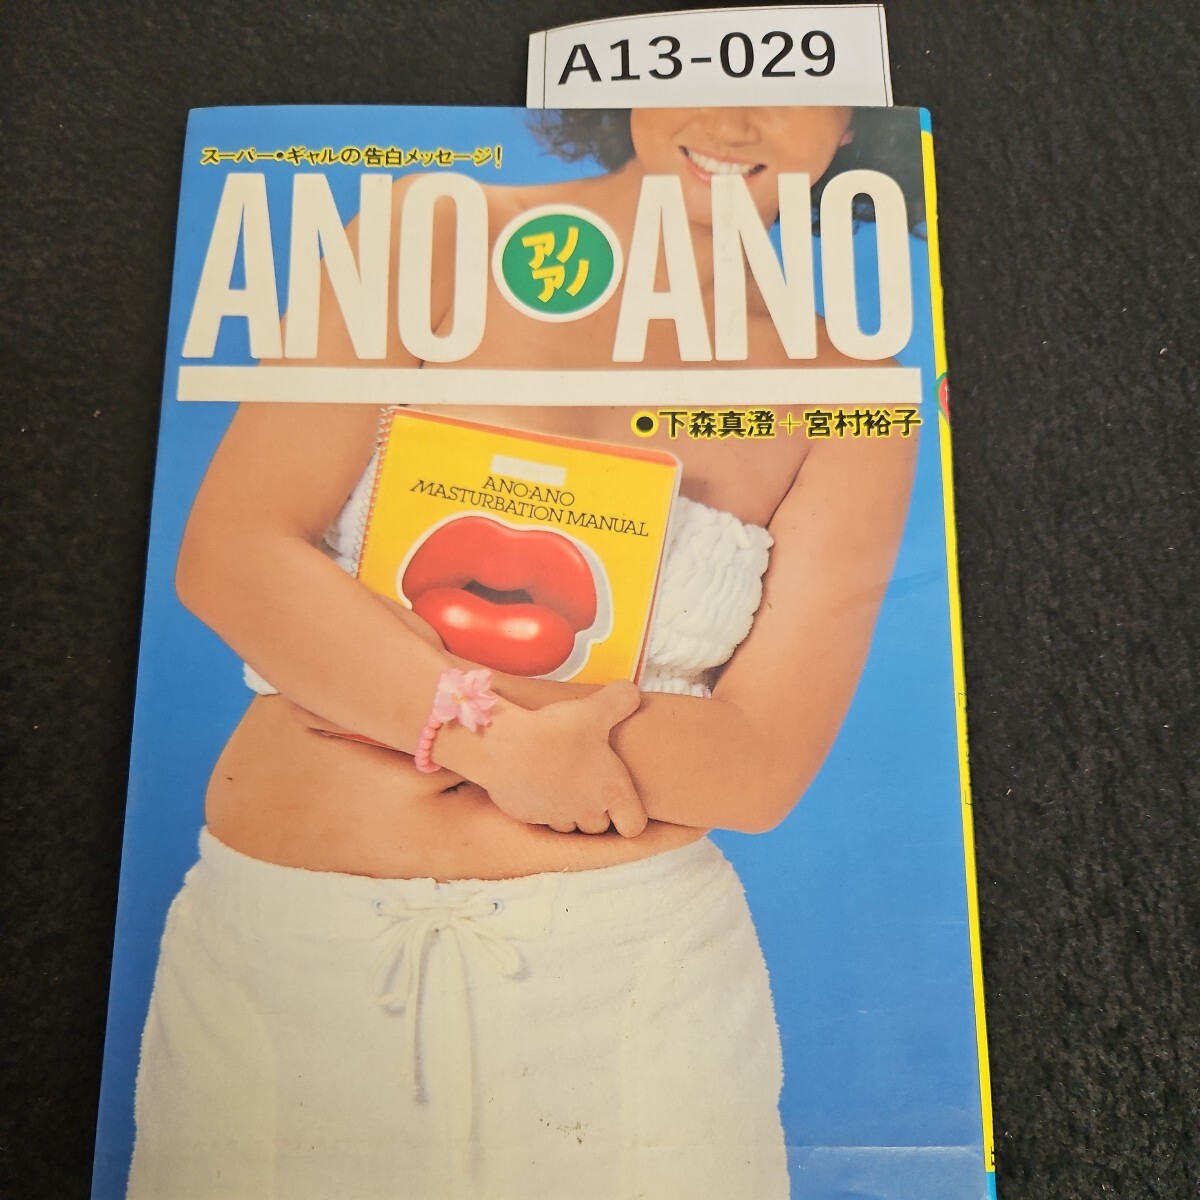 A13-029
スーパー・ギャルの告白メッセージ!
ANO アノ アノ ANO
●下森真澄+宮村裕子
ANO・ANO
MASTURBATION MANUAL